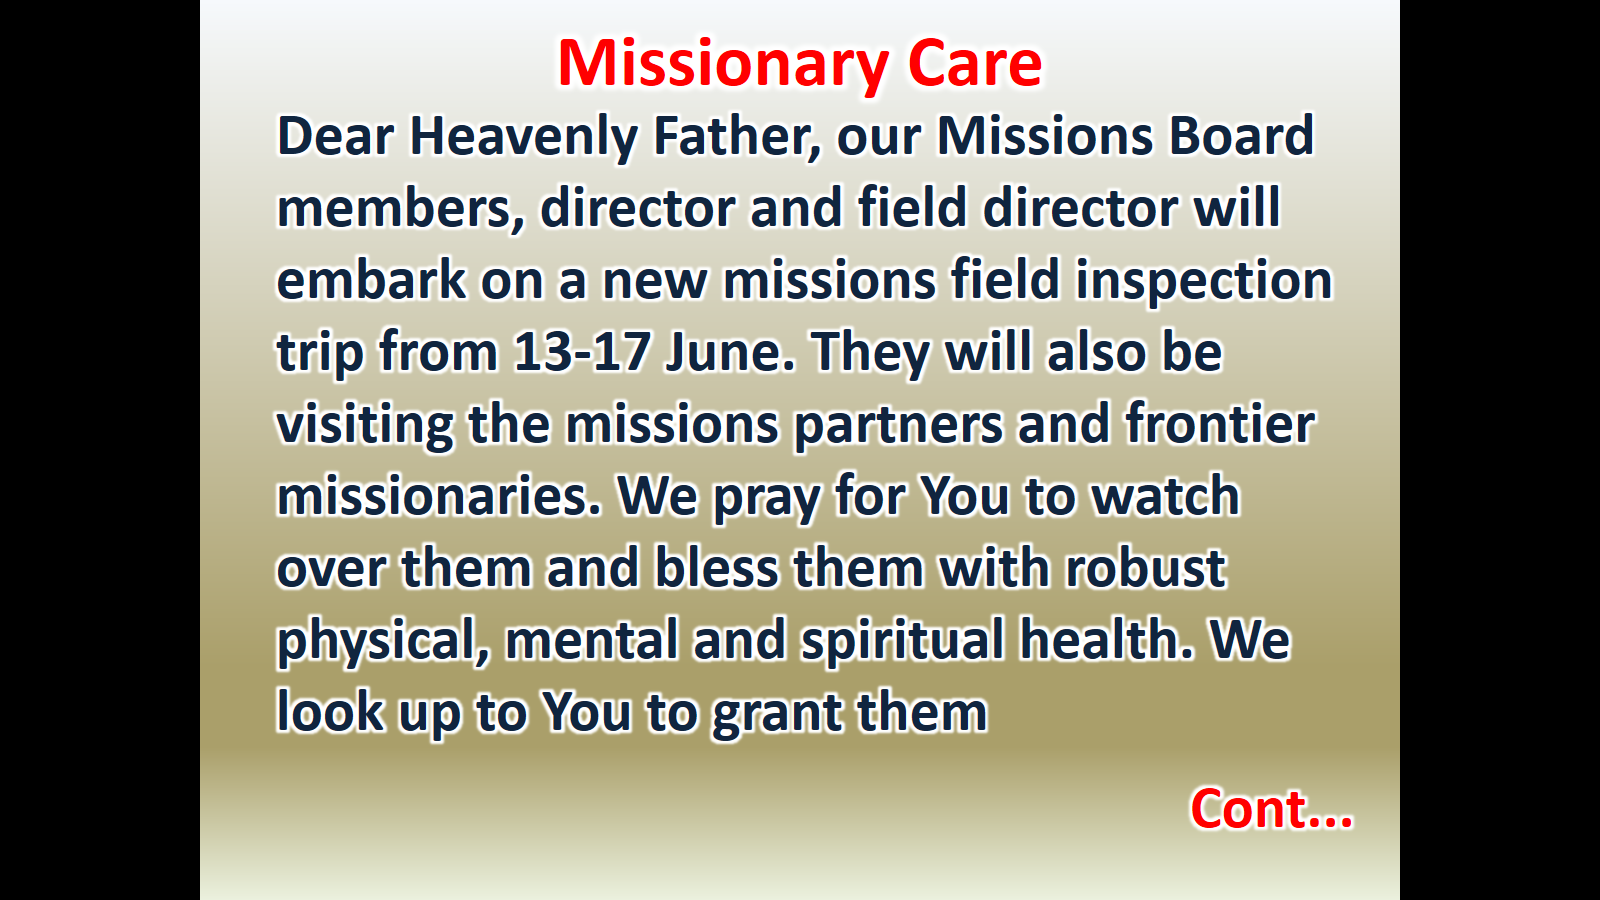 Missionary Care
Dear Heavenly Father, our Missions Board
members, director and field director will
embark on a new missions field inspection
trip from 13-17 June. They will also be
visiting the missions partners and frontier
missionaries. We pray for You to watch
over them and bless them with robust
physical, mental and spiritual health. We
look up to You to grant them
Cont...